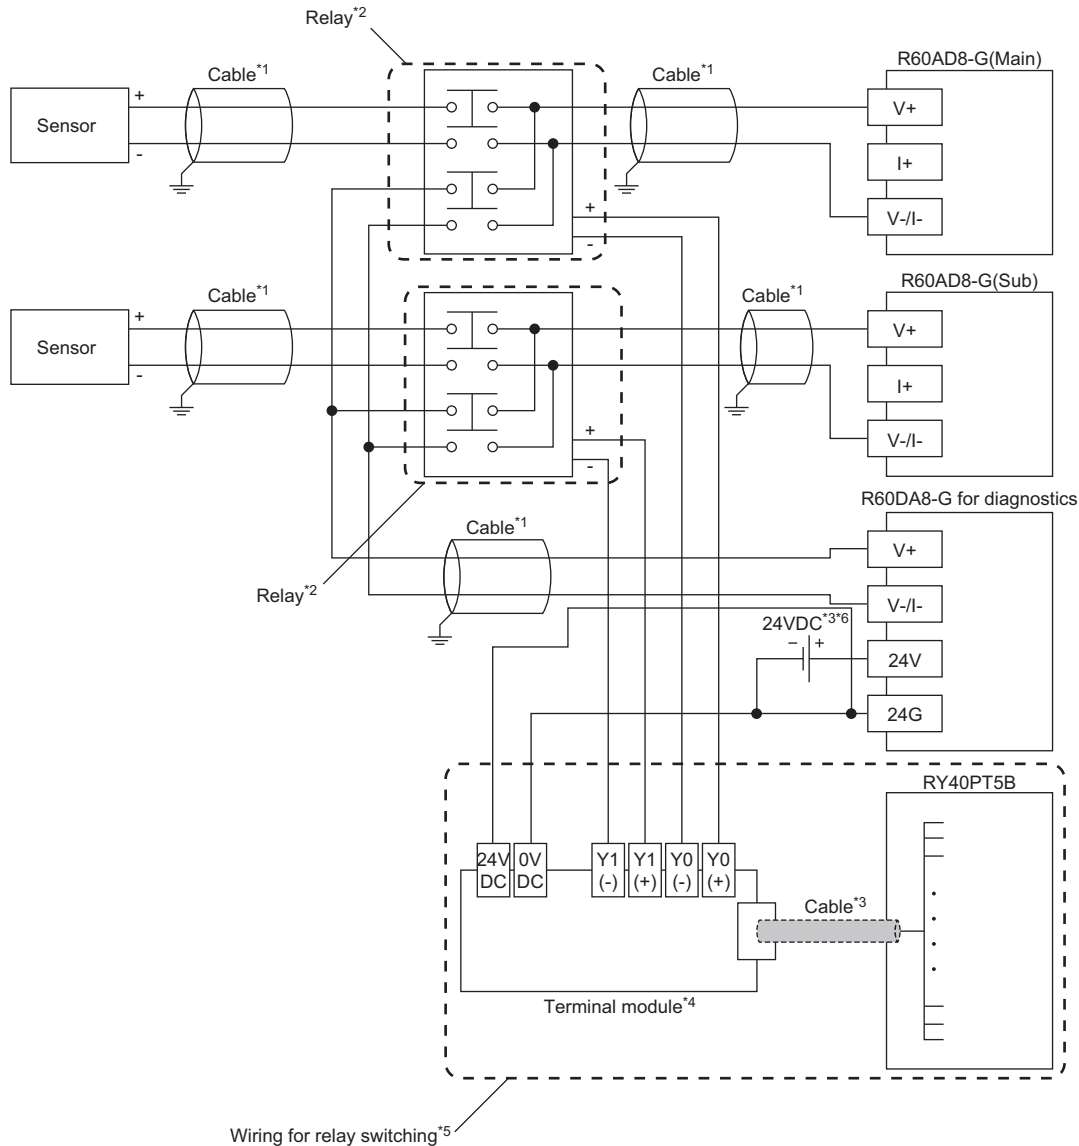 Relay*2
Cable*1
Cable*1
R60AD8-G(Main)
Sensor
+
-
V+
I+
V-/I-
+
-
Cable*1
Cable*1
R60AD8-G(Sub)
Sensor
+
-
V+
I+
V-/I-
+
-
R60DA8-G for diagnostics
Cable*1
V+
Relay*2
V-/I-
24VDC*3*6
− +
24V
24G
RY40PT5B
24V DC
0V DC
Y1 (-)
Y1 (+)
Y0 (-)
Y0 (+)
Cable*3
Terminal module*4
Wiring for relay switching*5